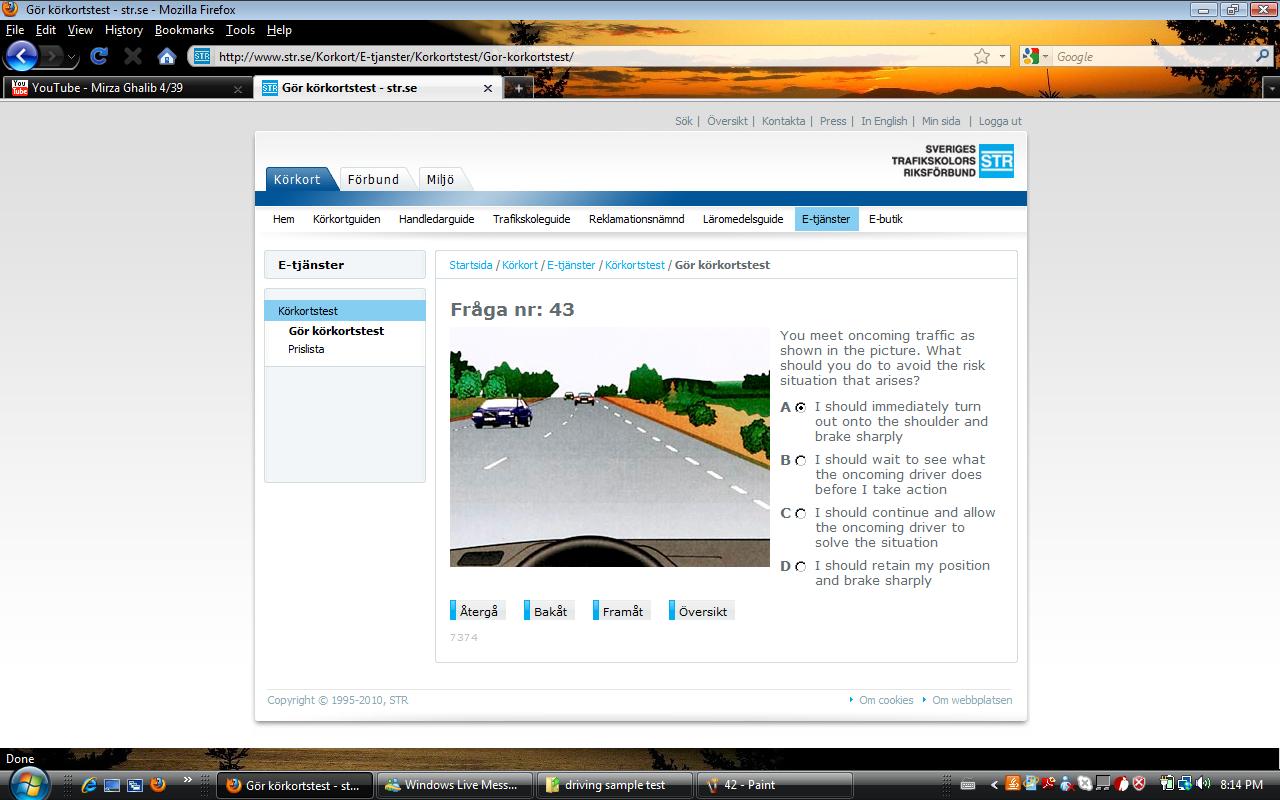 Gör körkortstest - str.se - Mozilla Firefox
File Edit View History Bookmarks Tools Help
STR http://www.str.se/Korkort/E-tjanster/Korkortstest/Gor-korkortstest/ Google
You Tube YouTube - Mirza Ghalib 4/39 STR Gör körkortstest - str.se
Sök | Översikt | Kontakta | Press | In English | Min sida | Logga ut
SVERIGES
TRAFIKSKOLORS
RIKSFÖRBUND
STR
Körkort Förbund Miljö
Hem Körkortguiden Handledarguide Trafikskoleguide Reklamationsnämnd Läromedelsguide E-tjänster E-butik
E-tjänster
Körkortstest
Gör körkortstest
Prislista
Startsida / Körkort / E-tjänster / Körkortstest / Gör körkortstest
Fråga nr: 43
You meet oncoming traffic as
shown in the picture. What
should you do to avoid the risk
situation that arises?
A I should immediately turn
out onto the shoulder and
brake sharply
B I should wait to see what
the oncoming driver does
before I take action
C I should continue and allow
the oncoming driver to
solve the situation
D I should retain my position
and brake sharply
Återgå Bakåt Framåt Översikt
7374
Copyright © 1995-2010, STR Om cookies Om webbplatsen
Done
Gör körkortstest - st... Windows Live Mess... driving sample test 42 - Paint 8:14 PM